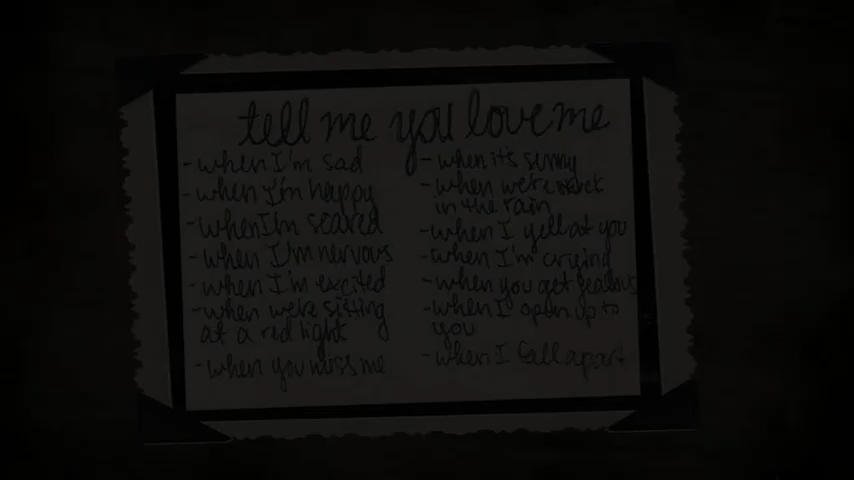 tell me you love me
- when I'm sad
- when I'm happy
- when I'm scared
- when I'm nervous
- when I'm excited
- when we're sitting
at a red light
- when you miss me
- when it's sunny
- when we're
in the rain
- when I yell at you
- when I'm crying
- when you get jealous
- when I open up to
you
- when I fall apart